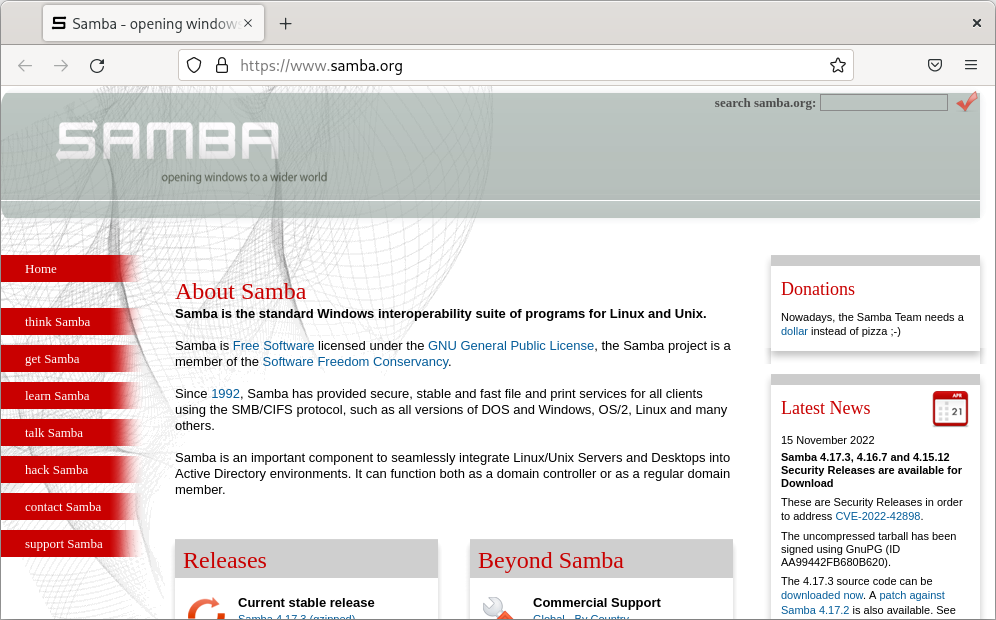 Samba - opening window
https://www.samba.org
search samba.org:
SAMBA
opening windows to a wider world
Home
think Samba
get Samba
learn Samba
talk Samba
hack Samba
contact Samba
support Samba
About Samba
Samba is the standard Windows interoperability suite of programs for Linux and Unix.
Samba is Free Software licensed under the GNU General Public License, the Samba project is a
member of the Software Freedom Conservancy.
Since 1992, Samba has provided secure, stable and fast file and print services for all clients
using the SMB/CIFS protocol, such as all versions of DOS and Windows, OS/2, Linux and many
others.
Samba is an important component to seamlessly integrate Linux/Unix Servers and Desktops into
Active Directory environments. It can function both as a domain controller or as a regular domain
member.
Releases
Current stable release
Samba 4.17.3 (gzipped)
Beyond Samba
Commercial Support
Global - By Country
Donations
Nowadays, the Samba Team needs a
dollar instead of pizza ;-)
Latest News
APR
21
15 November 2022
Samba 4.17.3, 4.16.7 and 4.15.12
Security Releases are available for
Download
These are Security Releases in order
to address CVE-2022-42898.
The uncompressed tarball has been
signed using GnuPG (ID
AA99442FB680B620).
The 4.17.3 source code can be
downloaded now. A patch against
Samba 4.17.2 is also available. See